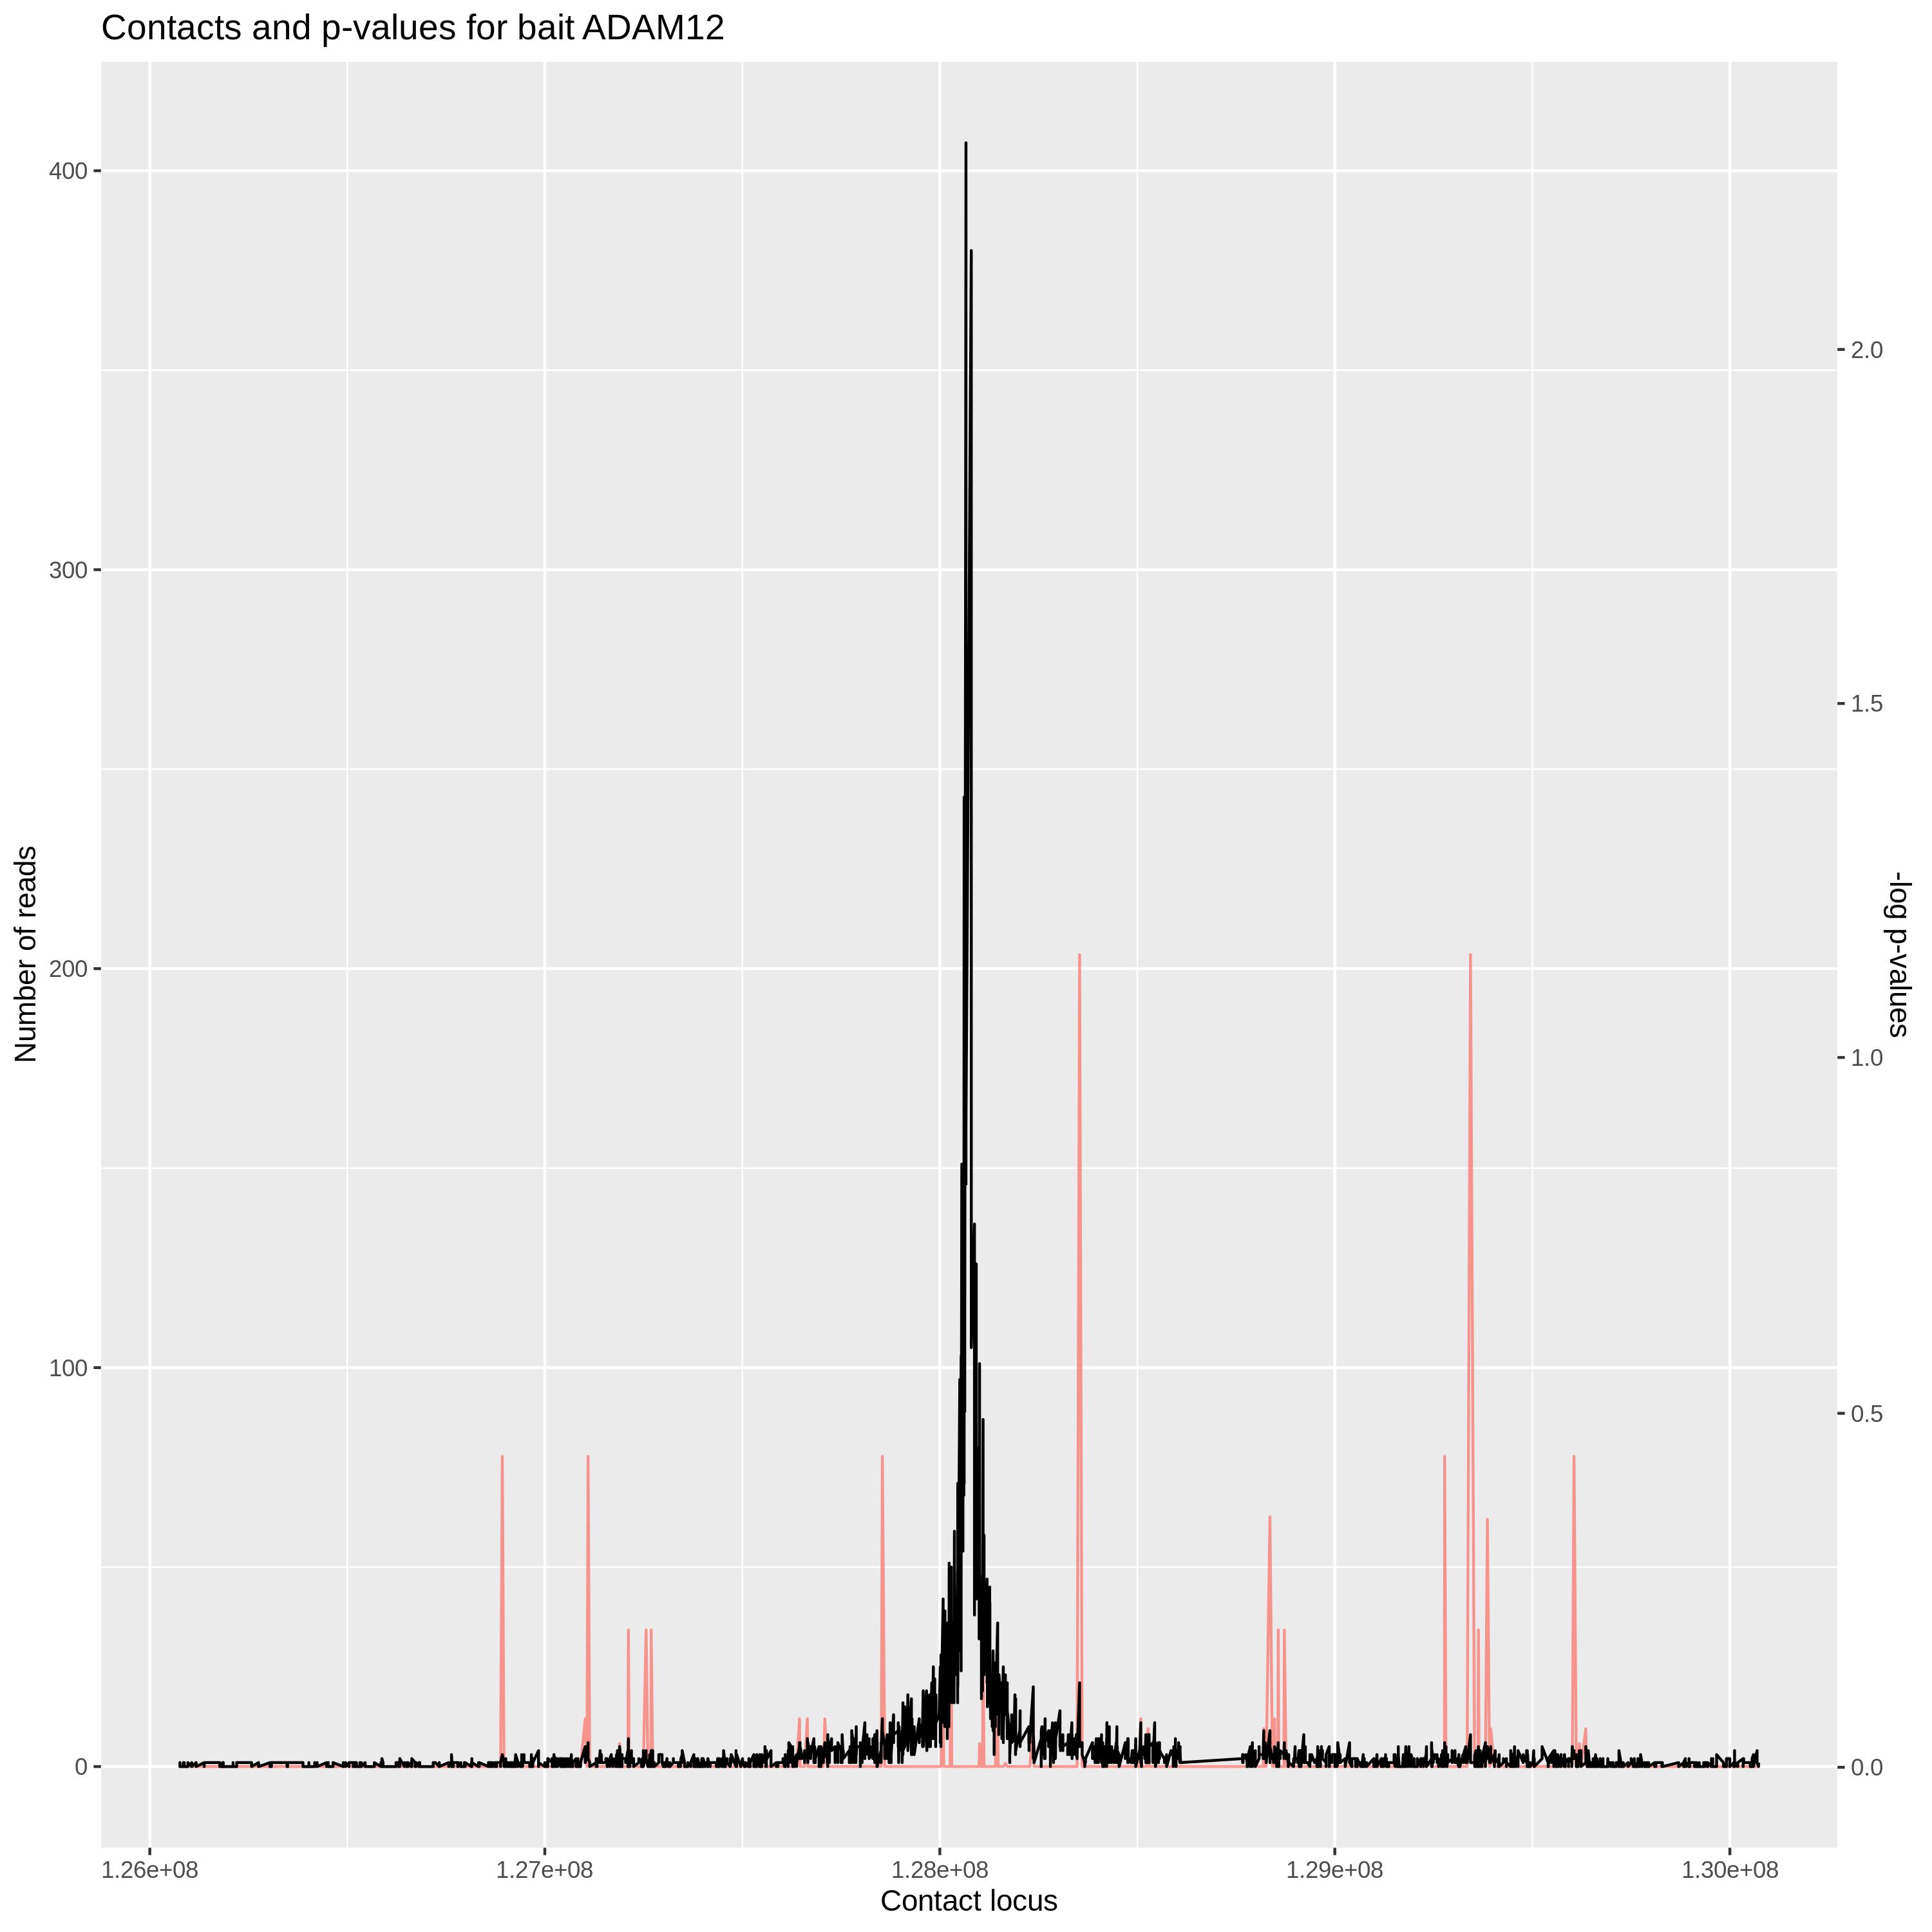 Contacts and p-values for bait ADAM12
400
300
200
100
0
Number of reads
2.0
1.5
1.0
0.5
0.0
-log p-values
1.26e+08
1.27e+08
1.28e+08
1.29e+08
1.30e+08
Contact locus